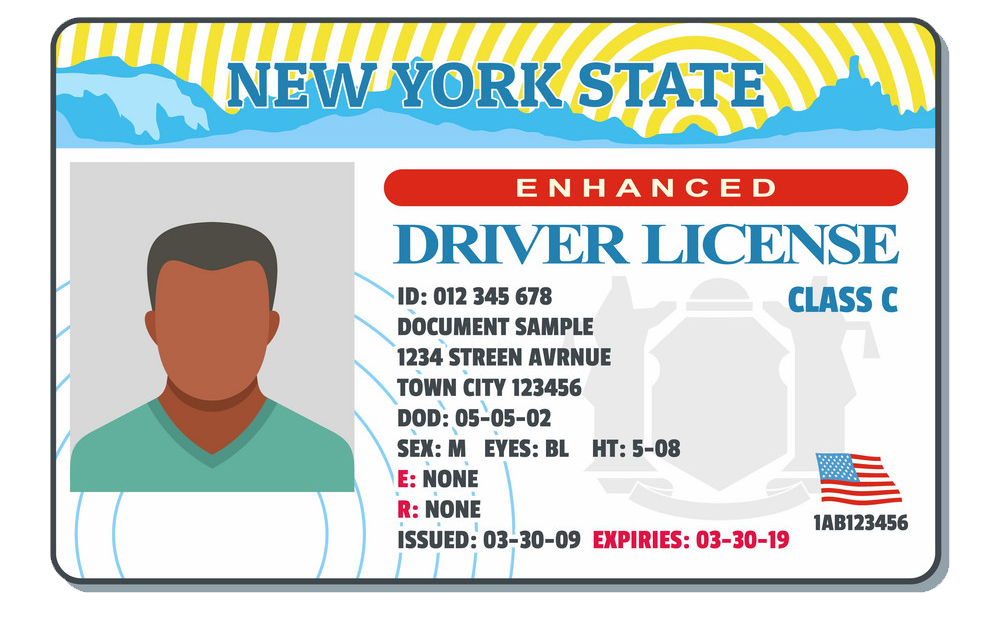 NEW YORK STATE
ENHANCED
DRIVER LICENSE
CLASS C
ID: 012 345 678
DOCUMENT SAMPLE
1234 STREEN AVRNUE
TOWN CITY 123456
DOD: 05-05-02
SEX: M EYES: BL HT: 5-08
E: NONE
R: NONE
1AB123456
ISSUED: 03-30-09 EXPIRIES: 03-30-19